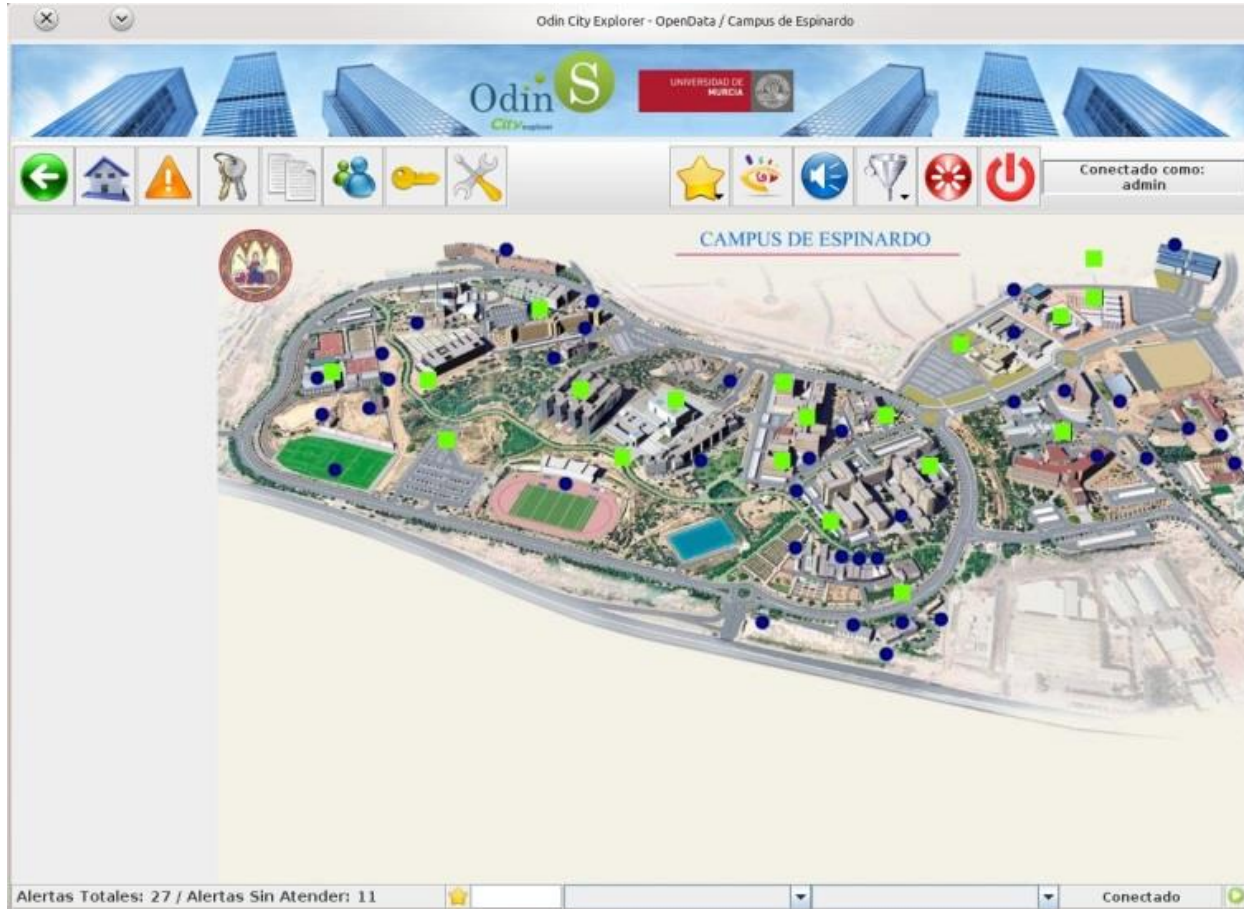 Odin City Explorer - OpenData / Campus de Espinardo
Odin S
City explorer
UNIVERSIDAD DE
MURCIA
Conectado como:
admin
CAMPUS DE ESPINARDO
Alertas Totales: 27 / Alertas Sin Atender: 11
Conectado